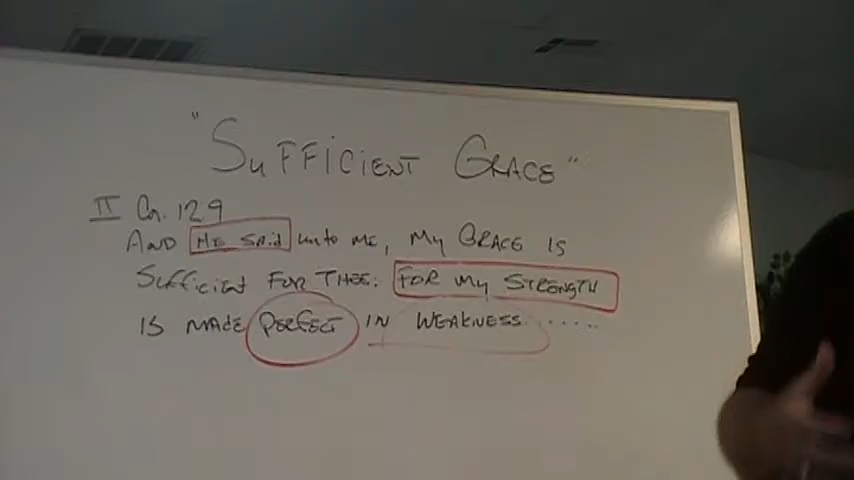 "Sufficient Grace"
II Cor. 12 9
And He said unto me, My Grace is
Sufficient for thee: for my strength
is made perfect in weakness.....